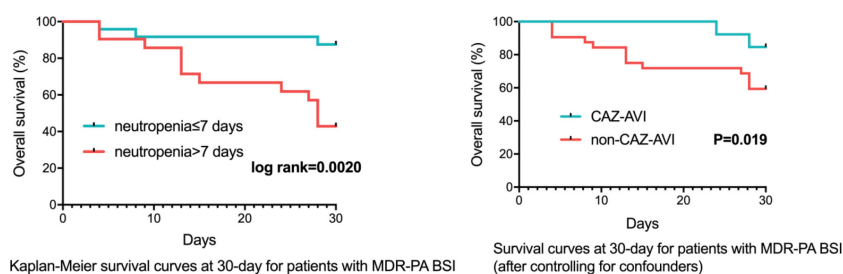 100
80
60
40
20
0
Overall survival (%)
neutropenia≤7 days
neutropenia>7 days
log rank=0.0020
0 10 20 30
Days
Kaplan-Meier survival curves at 30-day for patients with MDR-PA BSI
100
80
60
40
20
0
Overall survival (%)
CAZ-AVI
non-CAZ-AVI
P=0.019
0 10 20 30
Days
Survival curves at 30-day for patients with MDR-PA BSI
(after controlling for confounders)